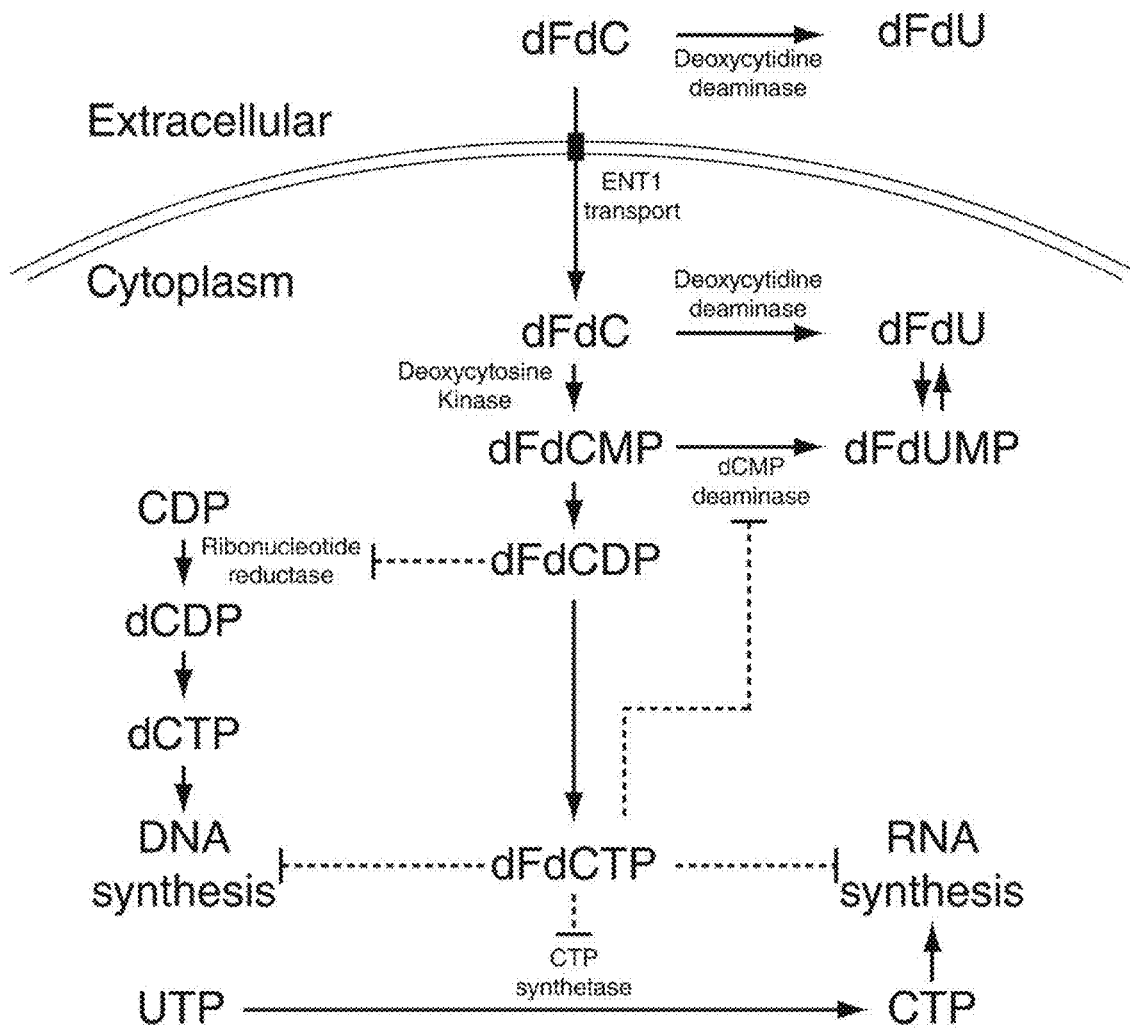 dFdC
dFdU
Deoxycytidine
deaminase
Extracellular
ENT1
transport
Cytoplasm
Deoxycytidine
deaminase
dFdC
dFdU
Deoxycytosine
Kinase
dFdCMP
dFdUMP
dCMP
deaminase
CDP
Ribonucleotide
reductase
dFdCDP
dCDP
dCTP
DNA
synthesis
dFdCTP
RNA
synthesis
CTP
synthetase
UTP
CTP